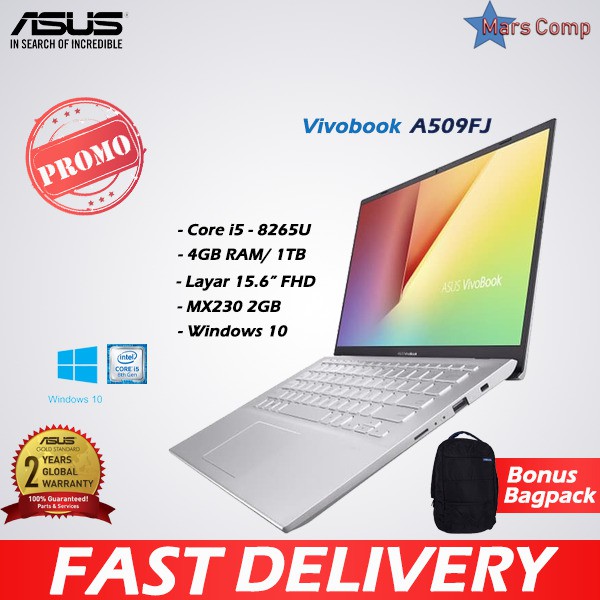 ASUS
IN SEARCH OF INCREDIBLE
Mars Comp
PROMO
Vivobook A509FJ
- Core i5 - 8265U
- 4GB RAM/ 1TB
- Layar 15.6” FHD
- MX230 2GB
- Windows 10
ASUS VivoBook
Windows 10
intel
CORE i5
8th Gen
ASUS
GOLD STANDARD
2 YEARS
GLOBAL
WARRANTY
100% Guaranteed!
Parts & Services
Bonus
Bagpack
FAST DELIVERY